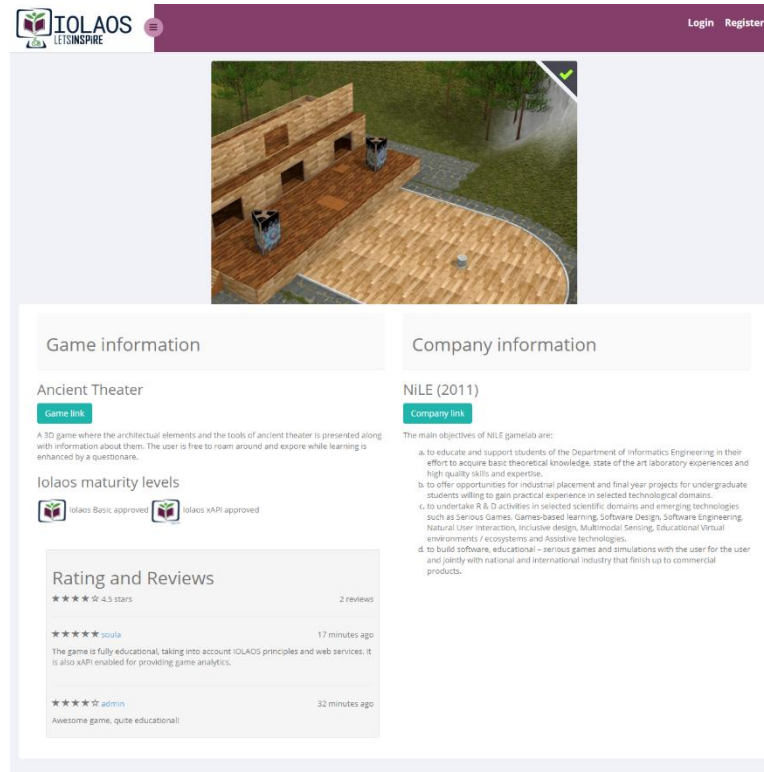 IOLAOS
LETSINSPIRE
Login Register
Game information
Ancient Theater
Game link
A 3D game where the architectural elements and the tools of ancient theater is presented along
with information about them. The user is free to roam around and expore while learning is
enhanced by a questionare.
Iolaos maturity levels
Iolaos Basic approved Iolaos xAPI approved
Rating and Reviews
★★★★☆ 4.5 stars 2 reviews
★★★★★ soula 17 minutes ago
The game is fully educational, taking into account IOLAOS principles and web services. It
is also xAPI enabled for providing game analytics.
★★★★☆ admin 32 minutes ago
Awesome game, quite educational!
Company information
NiLE (2011)
Company link
The main objectives of NILE gamelab are:
a. to educate and support students of the Department of Informatics Engineering in their
effort to acquire basic theoretical knowledge, state of the art laboratory experiences and
high quality skills and expertise.
b. to offer opportunities for industrial placement and final year projects for undergraduate
students willing to gain practical experience in selected technological domains.
c. to undertake R & D activities in selected scientific domains and emerging technologies
such as Serious Games, Games-based learning, Software Design, Software Engineering,
Natural User Interaction, Inclusive design, Multimodal Sensing, Educational Virtual
environments / ecosystems and Assistive technologies.
d. to build software, educational – serious games and simulations with the user for the user
and jointly with national and international industry that finish up to commercial
products.